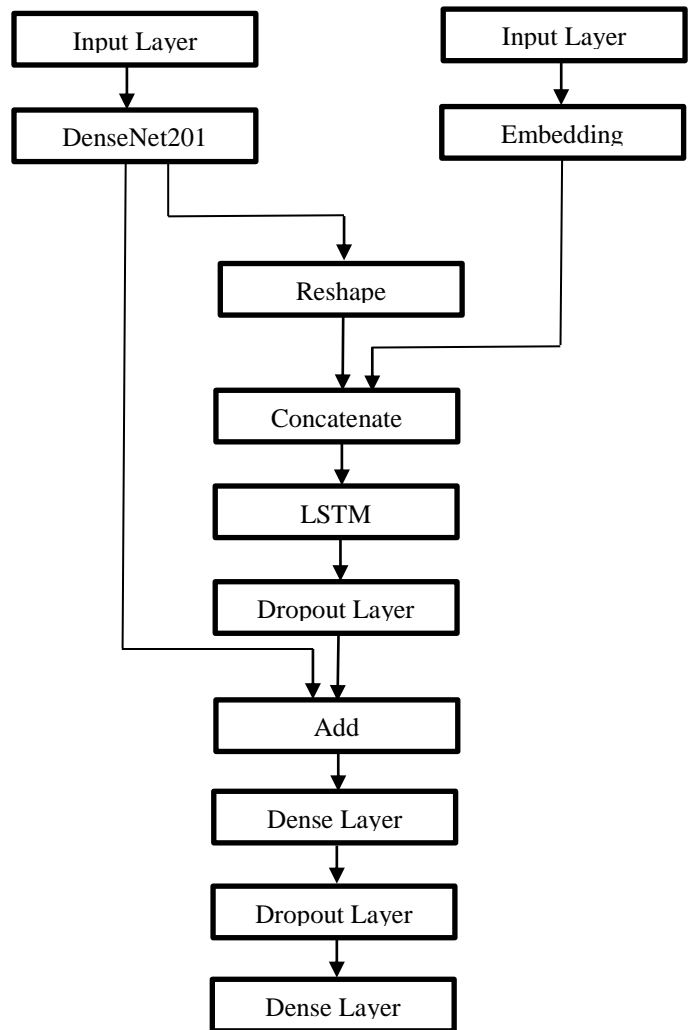 Input Layer
Input Layer
DenseNet201
Embedding
Reshape
Concatenate
LSTM
Dropout Layer
Add
Dense Layer
Dropout Layer
Dense Layer